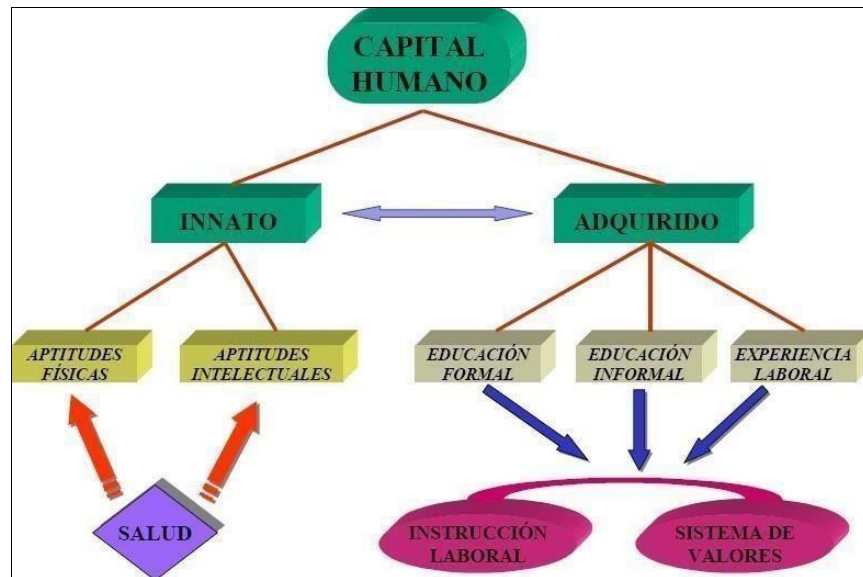 CAPITAL
HUMANO
INNATO
ADQUIRIDO
APTITUDES
FÍSICAS
APTITUDES
INTELECTUALES
EDUCACIÓN
FORMAL
EDUCACIÓN
INFORMAL
EXPERIENCIA
LABORAL
SALUD
INSTRUCCIÓN
LABORAL
SISTEMA DE
VALORES